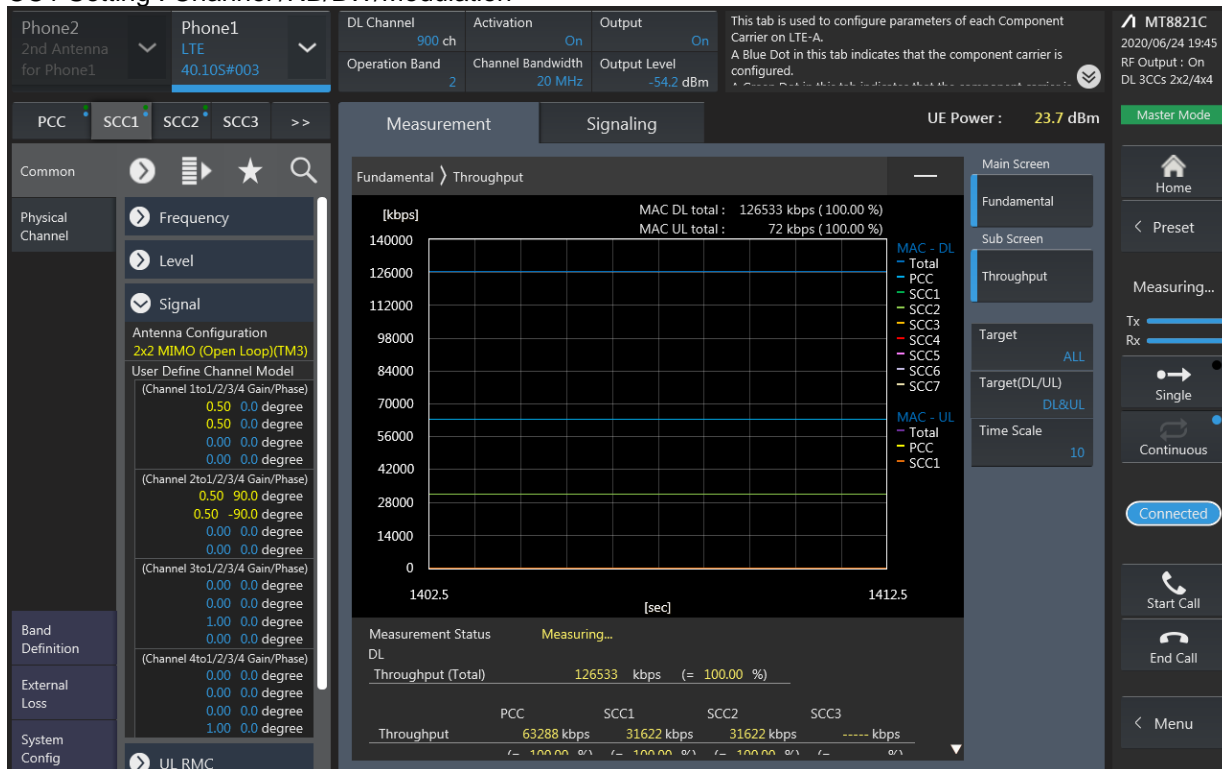 Phone2
2nd Antenna
for Phone1
Phone1
LTE
40.10S#003
DL Channel
900 ch
Activation
On
Output
On
Operation Band
2
Channel Bandwidth
20 MHz
Output Level
-54.2 dBm
This tab is used to configure parameters of each Component
Carrier on LTE-A.
A Blue Dot in this tab indicates that the component carrier is
configured.
MT8821C
2020/06/24 19:45
RF Output : On
DL 3CCs 2x2/4x4
PCC SCC1 SCC2 SCC3 >>
Measurement
Signaling
UE Power : 23.7 dBm
Master Mode
Common
Physical
Channel
Frequency
Level
Signal
Antenna Configuration
2x2 MIMO (Open Loop)(TM3)
User Define Channel Model
(Channel 1to1/2/3/4 Gain/Phase)
0.50 0.0 degree
0.50 0.0 degree
0.00 0.0 degree
0.00 0.0 degree
(Channel 2to1/2/3/4 Gain/Phase)
0.50 90.0 degree
0.50 -90.0 degree
0.00 0.0 degree
0.00 0.0 degree
(Channel 3to1/2/3/4 Gain/Phase)
0.00 0.0 degree
0.00 0.0 degree
1.00 0.0 degree
0.00 0.0 degree
(Channel 4to1/2/3/4 Gain/Phase)
0.00 0.0 degree
0.00 0.0 degree
0.00 0.0 degree
1.00 0.0 degree
UL RMC
Band
Definition
External
Loss
System
Config
Fundamental ⟩ Throughput
[kbps]
MAC DL total : 126533 kbps ( 100.00 %)
MAC UL total : 72 kbps ( 100.00 %)
140000
126000
112000
98000
84000
70000
56000
42000
28000
14000
0
1402.5
1412.5
[sec]
MAC - DL
Total
PCC
SCC1
SCC2
SCC3
SCC4
SCC5
SCC6
SCC7
MAC - UL
Total
PCC
SCC1
Measurement Status Measuring...
DL
Throughput (Total) 126533 kbps (= 100.00 %)
PCC SCC1 SCC2 SCC3
Throughput 63288 kbps 31622 kbps 31622 kbps ----- kbps
(= 100.00 %) (= 100.00 %) (= 100.00 %) (= %)
Main Screen
Fundamental
Sub Screen
Throughput
Target
ALL
Target(DL/UL)
DL&UL
Time Scale
10
Home
< Preset
Measuring...
Tx
Rx
Single
Continuous
Connected
Start Call
End Call
< Menu